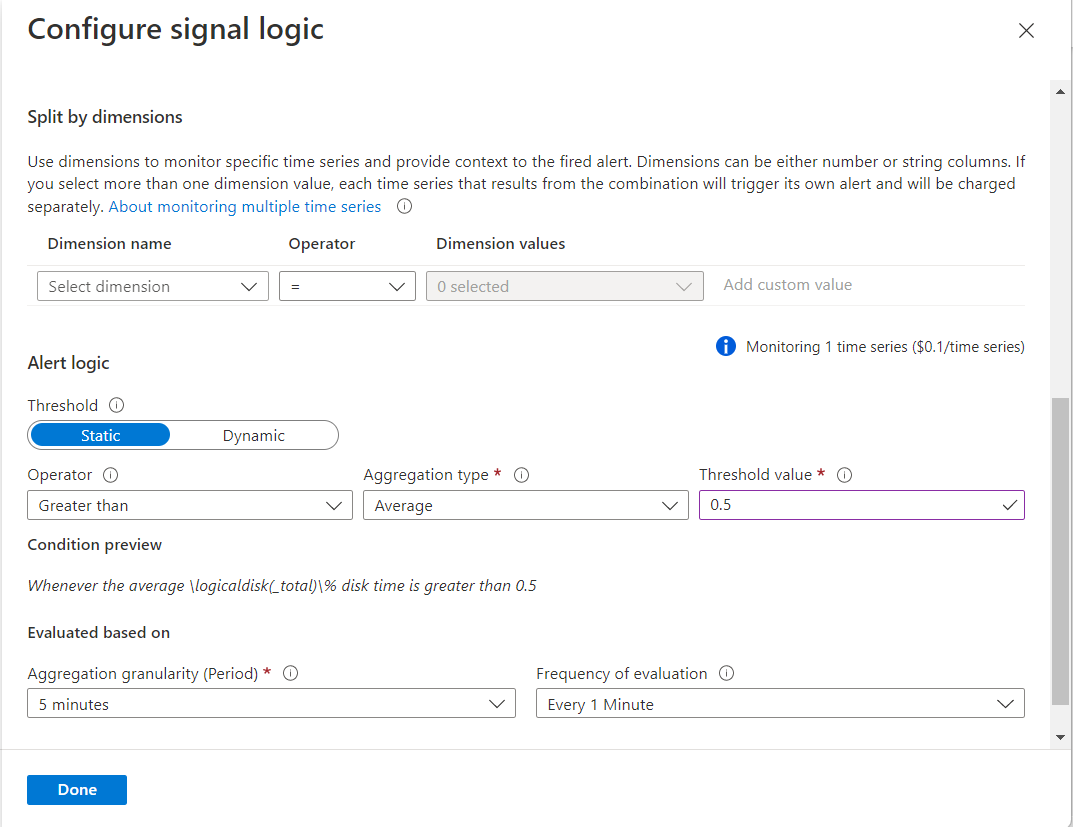 Configure signal logic
Split by dimensions
Use dimensions to monitor specific time series and provide context to the fired alert. Dimensions can be either number or string columns. If
you select more than one dimension value, each time series that results from the combination will trigger its own alert and will be charged
separately. About monitoring multiple time series
Dimension name Operator Dimension values
Select dimension = 0 selected Add custom value
Monitoring 1 time series ($0.1/time series)
Alert logic
Threshold
Static Dynamic
Operator Aggregation type * Threshold value *
Greater than Average 0.5
Condition preview
Whenever the average \logicaldisk(_total)\% disk time is greater than 0.5
Evaluated based on
Aggregation granularity (Period) * Frequency of evaluation
5 minutes Every 1 Minute
Done